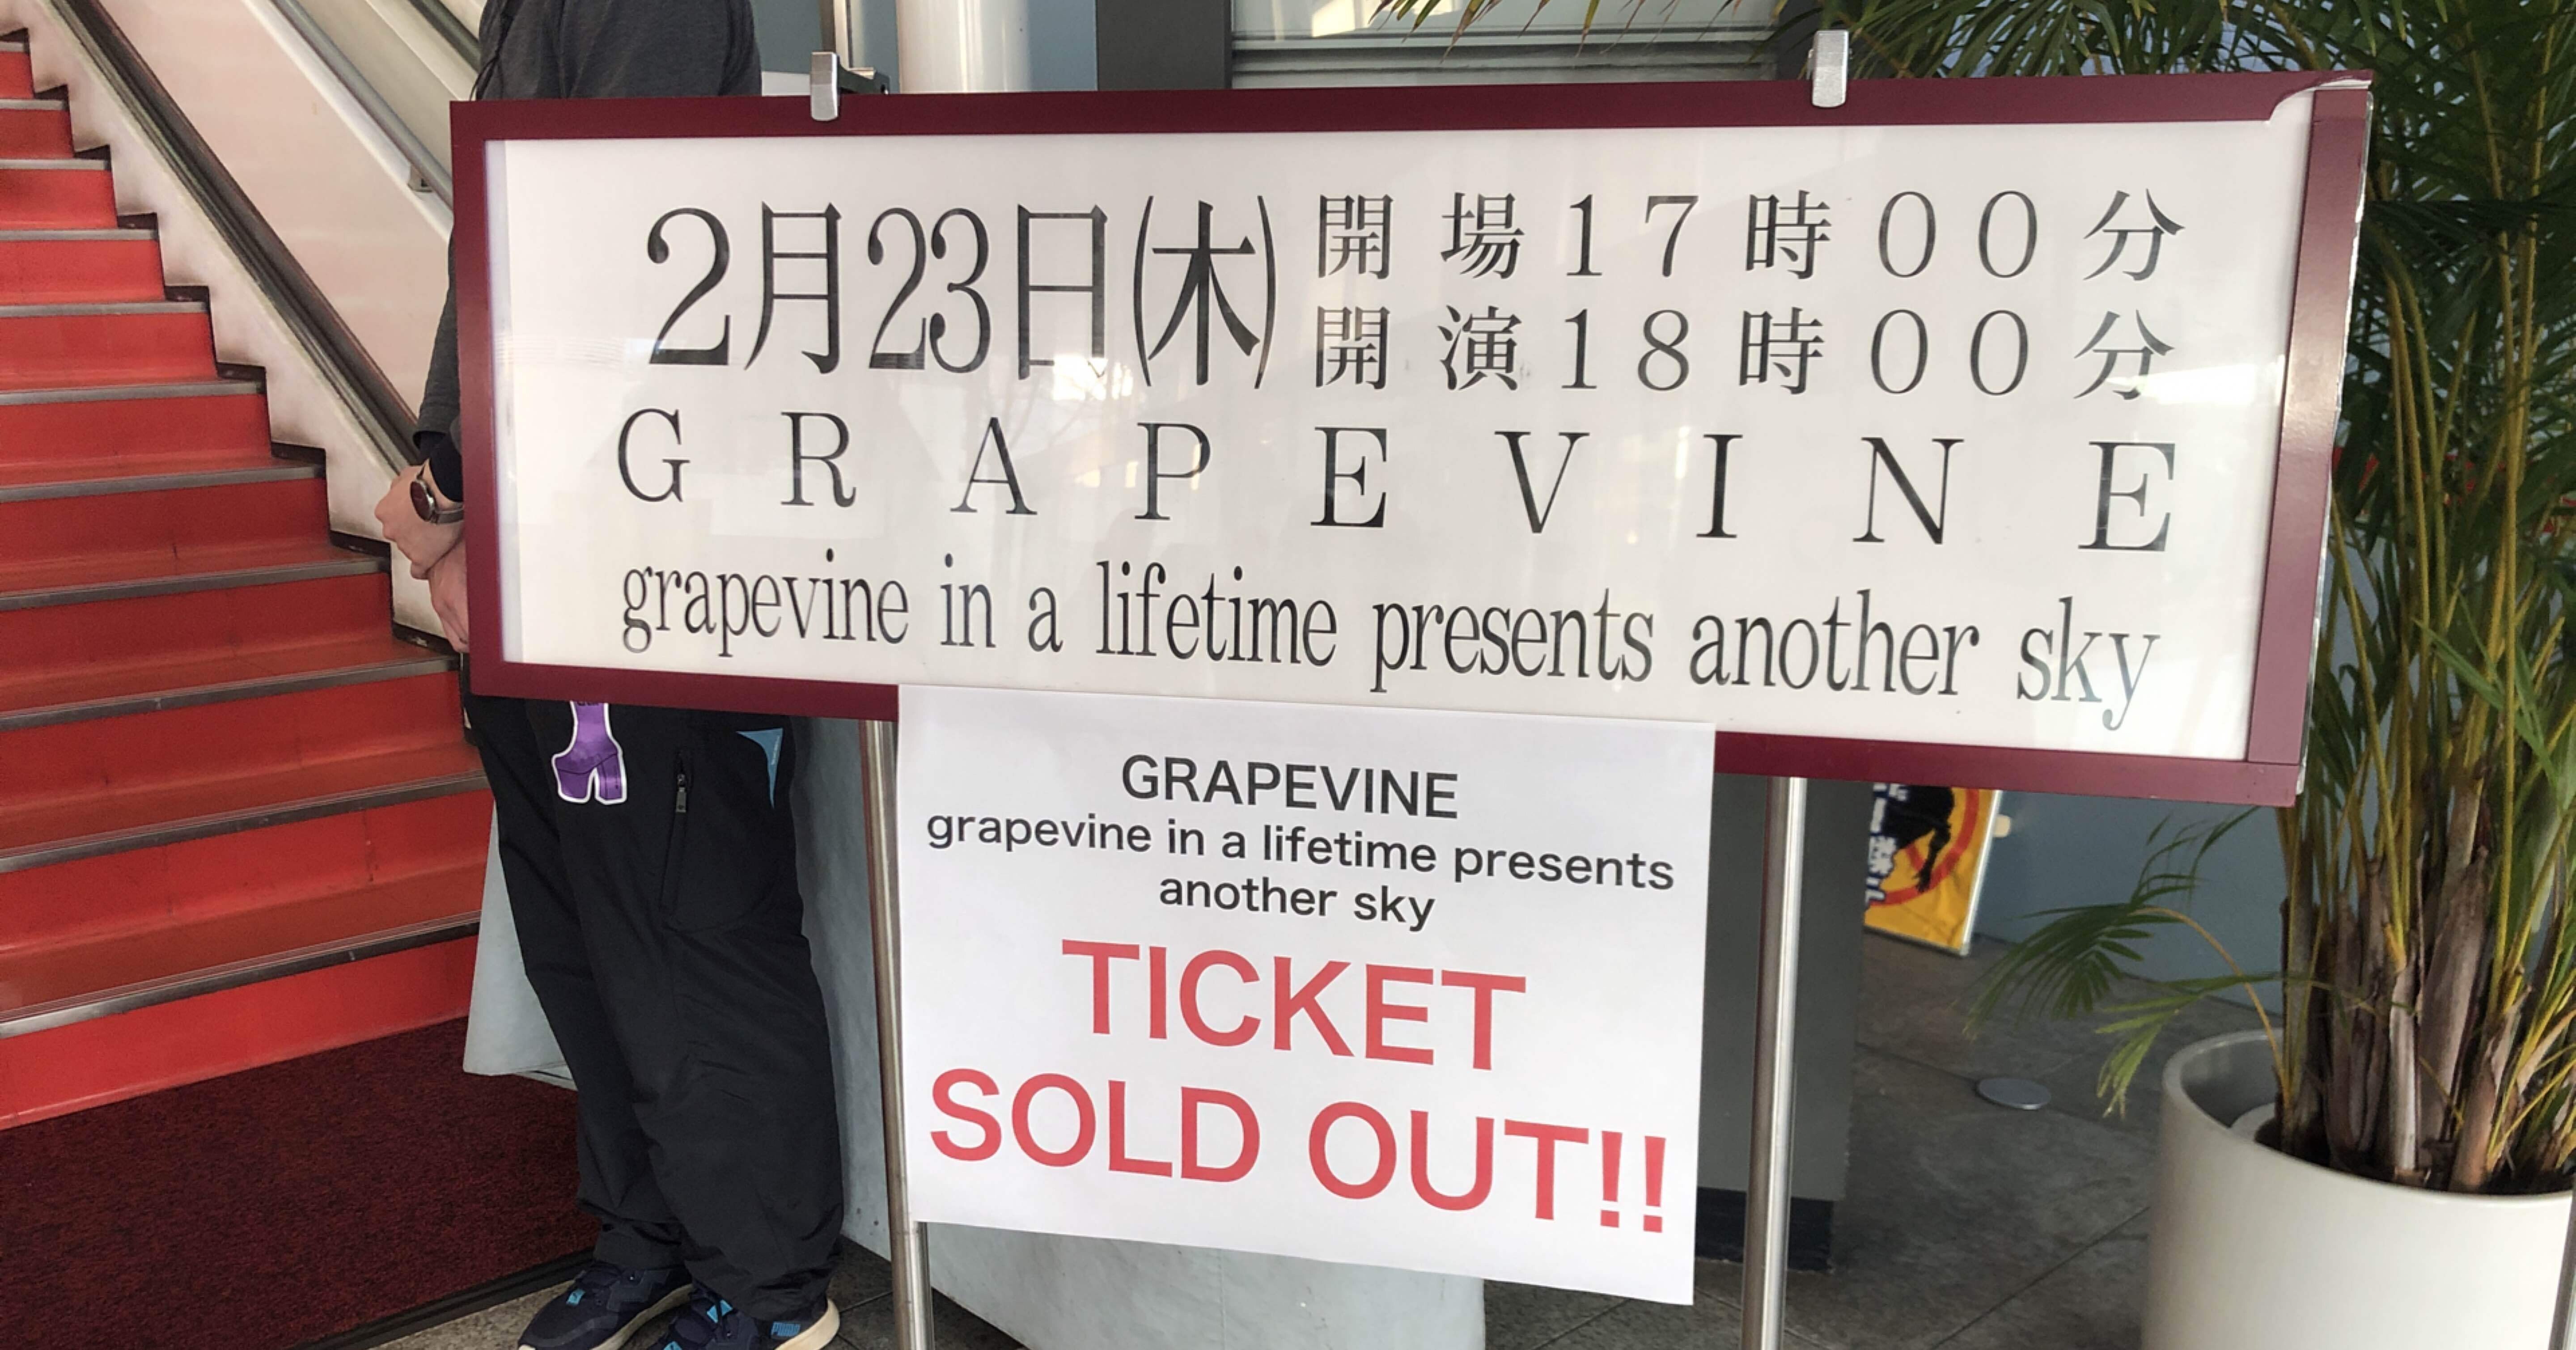 2月23日(木) 開場17時00分
開演18時00分
GRAPEVINE
grapevine in a lifetime presents another sky
GRAPEVINE
grapevine in a lifetime presents
another sky
TICKET
SOLD OUT!!